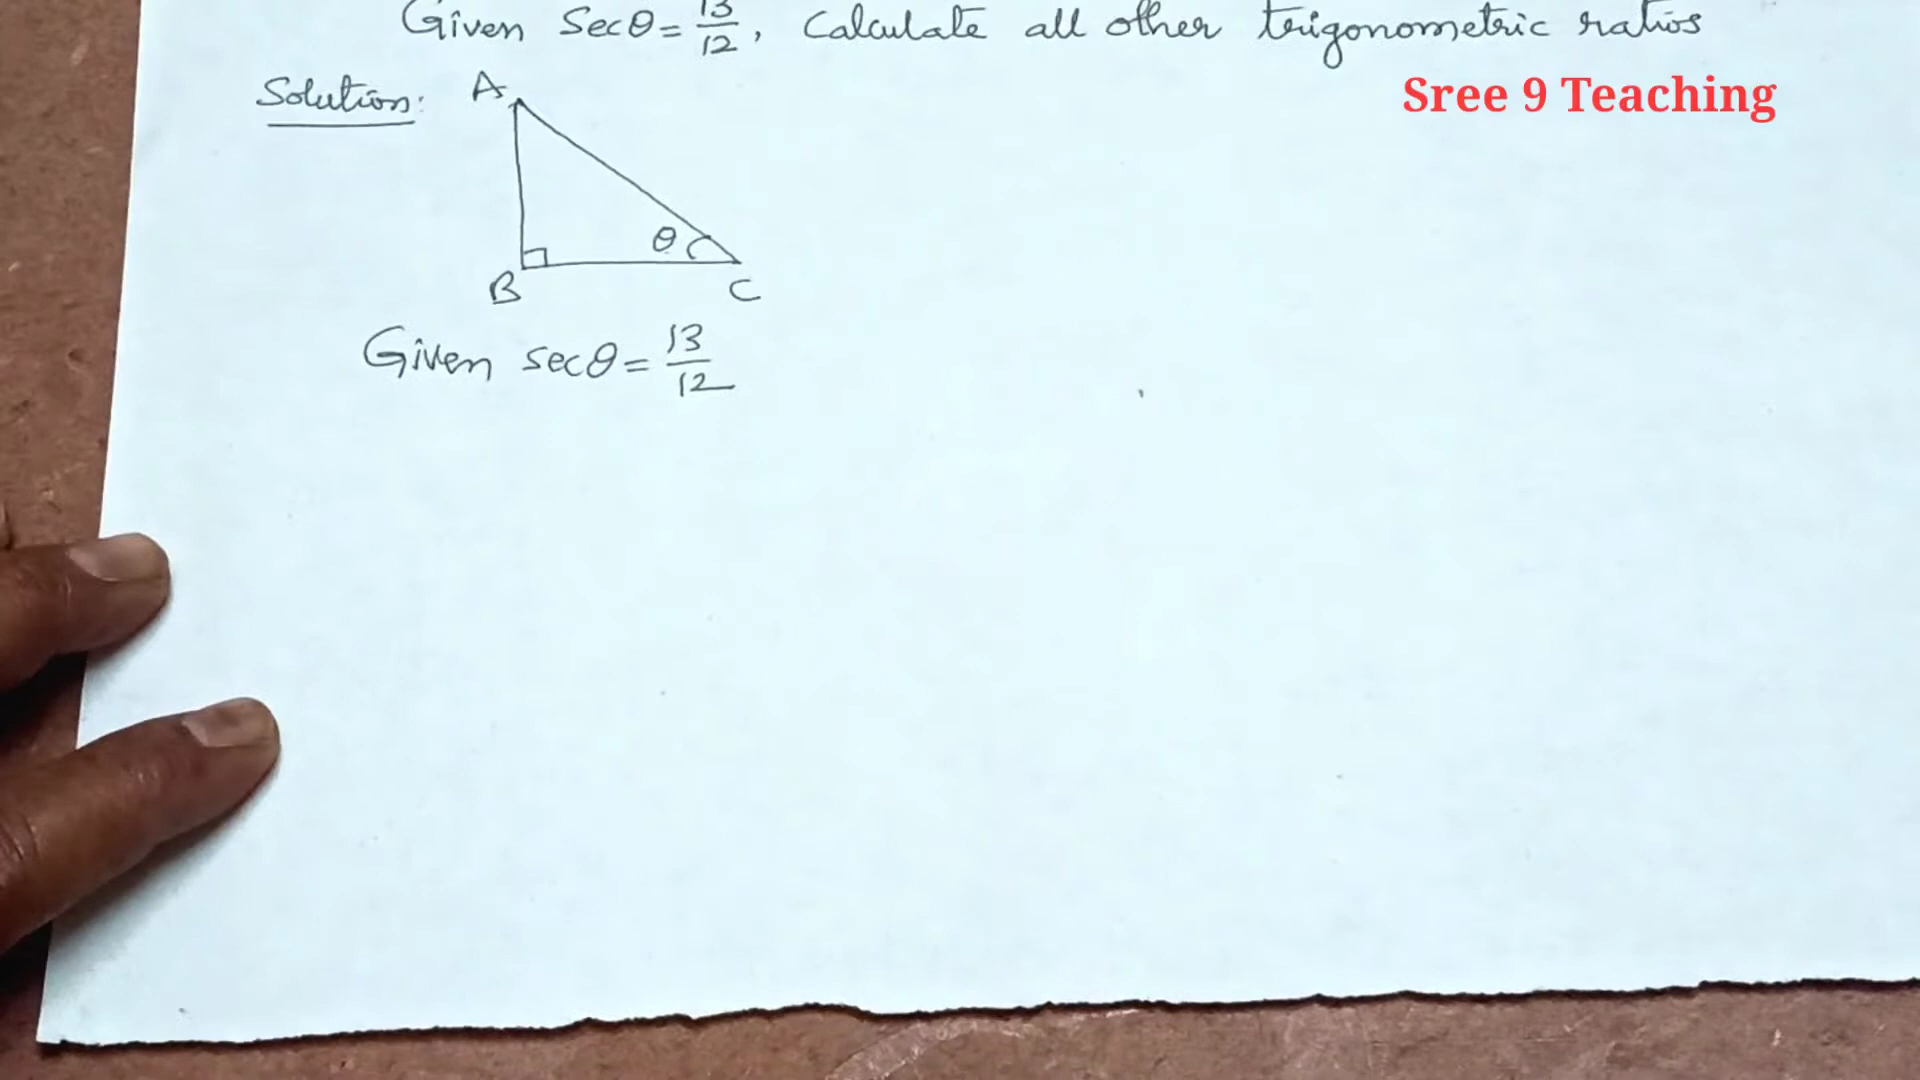 Given Secθ = 13/12, Calculate all other trigonometric ratios
Sree 9 Teaching
Solution: A
θ
B C
Given secθ = 13/12